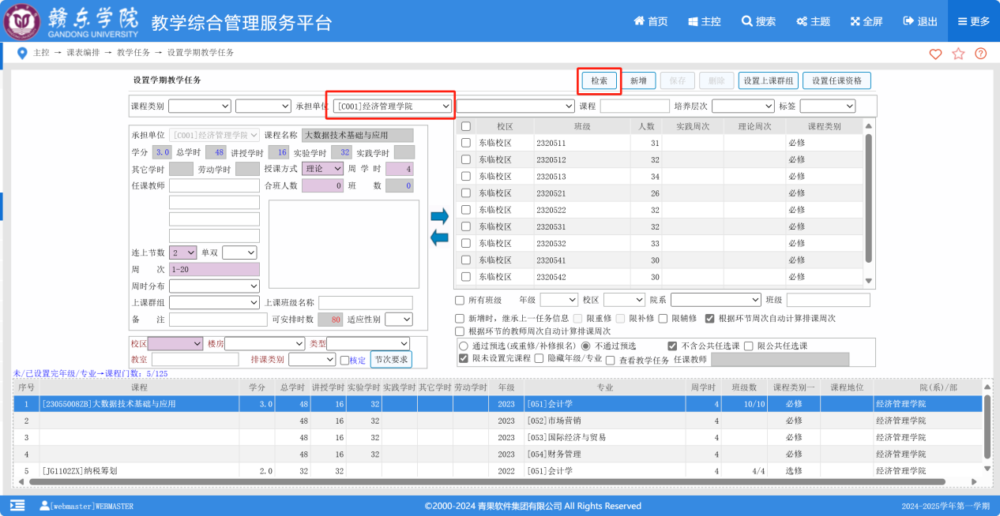 赣东学院
GANDONG UNIVERSITY
教学综合管理服务平台
首页 主控 搜索 主题 全屏 退出 更多
主控 → 课表编排 → 教学任务 → 设置学期教学任务
设置学期教学任务
检索 新增 保存 删除 设置上课群组 设置任课资格
课程类别 承担单位 [C001]经济管理学院 课程 培养层次 标签
承担单位 [C001]经济管理学院 课程名称 大数据技术基础与应用
学分 3.0 总学时 48 讲授学时 16 实验学时 32 实践学时
其它学时 劳动学时 授课方式 理论 周 学 时 4
任课教师 合班人数 0 班 数 0
连上节数 2 单双
周 次 1-20
周时分布
上课群组 上课班级名称
备 注 可安排时数 80 适应性别
校区 楼房 类型
教室 排课类别 核定 节次要求
校区 班级 人数 实践周次 理论周次 课程类别
东临校区 2320511 31 必修
东临校区 2320512 32 必修
东临校区 2320513 34 必修
东临校区 2320521 26 必修
东临校区 2320522 32 必修
东临校区 2320531 32 必修
东临校区 2320532 33 必修
东临校区 2320541 30 必修
东临校区 2320542 30 必修
所有班级 年级 校区 院系 班级
新增时，继承上一任务信息 限重修 限补修 限辅修 根据环节周次自动计算排课周次
根据环节的教师周次自动计算排课周次
通过预选(或重修/补修报名) 不通过预选 不含公共任选课 限公共任选课
限未设置完课程 隐藏年级/专业 查看教学任务 任课教师
未/已设置完年级/专业→课程门数：5/125
序号 课程 学分 总学时 讲授学时 实验学时 实践学时 其它学时 劳动学时 年级 专业 周学时 班级数 课程类别一 课程地位 院(系)/部
1 [23055008ZB]大数据技术基础与应用 3.0 48 16 32 2023 [051]会计学 4 10/10 必修 经济管理学院
2 48 16 32 2023 [052]市场营销 4 必修 经济管理学院
3 48 16 32 2023 [053]国际经济与贸易 4 必修 经济管理学院
4 48 16 32 2023 [054]财务管理 4 必修 经济管理学院
5 [JG1102ZX]纳税筹划 2.0 32 32 2022 [051]会计学 4 4/4 选修 经济管理学院
[webmaster]WEBMASTER
©2000-2024 青果软件集团有限公司 All Rights Reserved
2024-2025学年第一学期